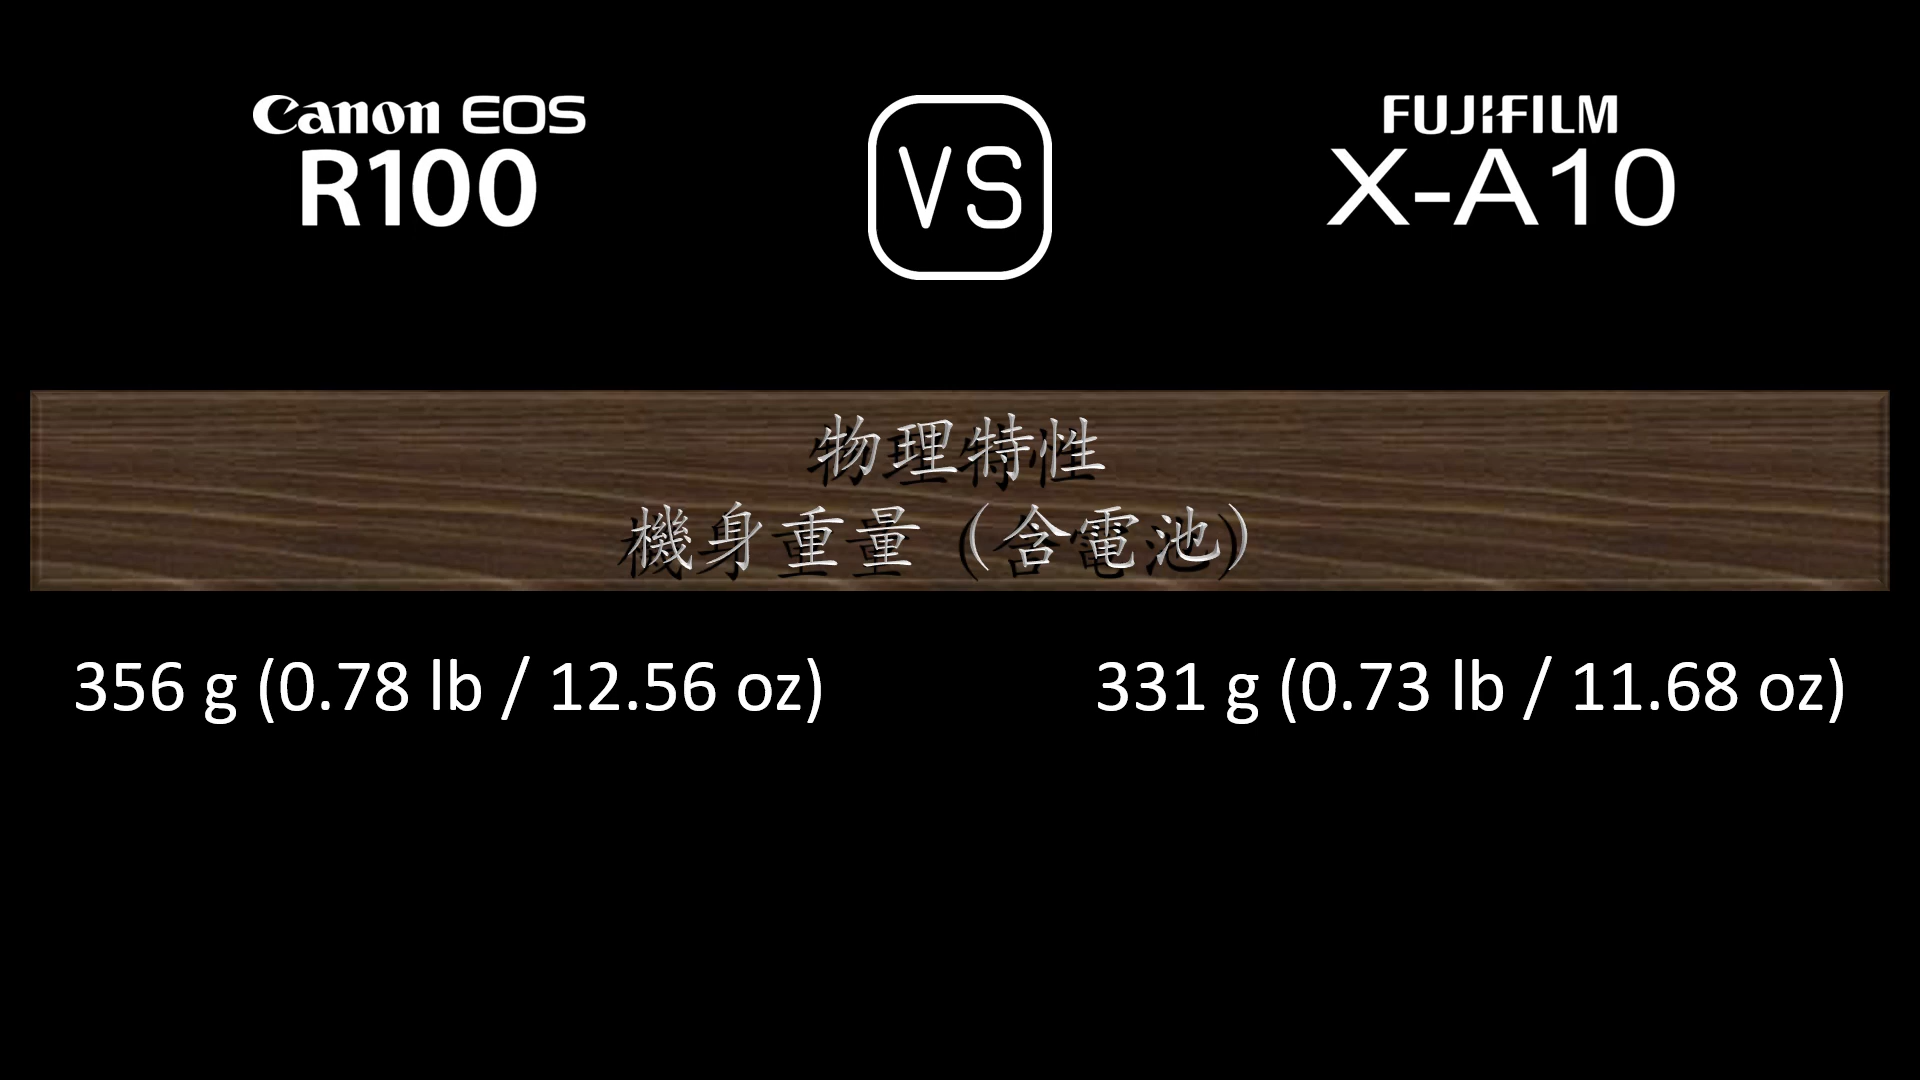 Canon EOS
R100
VS
FUJIFILM
X-A10
物理特性
機身重量 (含電池)
356 g (0.78 lb / 12.56 oz)
331 g (0.73 lb / 11.68 oz)